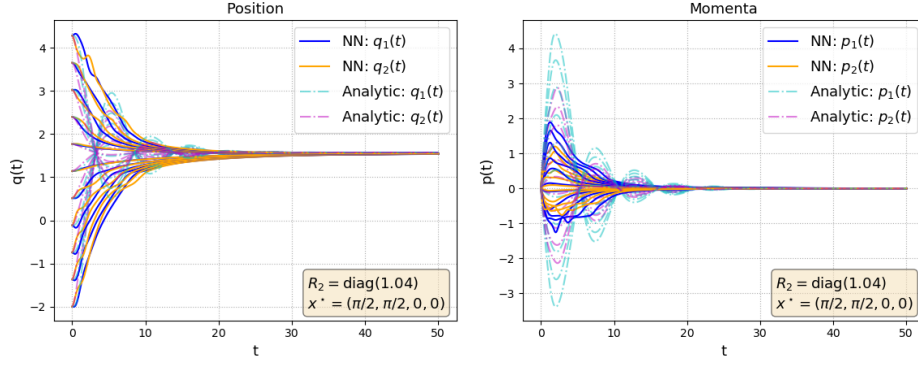 Position
q(t)
4
3
2
1
0
−1
−2
0
10
20
30
40
50
t
NN: q₁(t)
NN: q₂(t)
Analytic: q₁(t)
Analytic: q₂(t)
R₂ = diag(1.04)
x* = (π/2, π/2, 0, 0)
Momenta
p(t)
4
3
2
1
0
−1
−2
−3
0
10
20
30
40
50
t
NN: p₁(t)
NN: p₂(t)
Analytic: p₁(t)
Analytic: p₂(t)
R₂ = diag(1.04)
x* = (π/2, π/2, 0, 0)